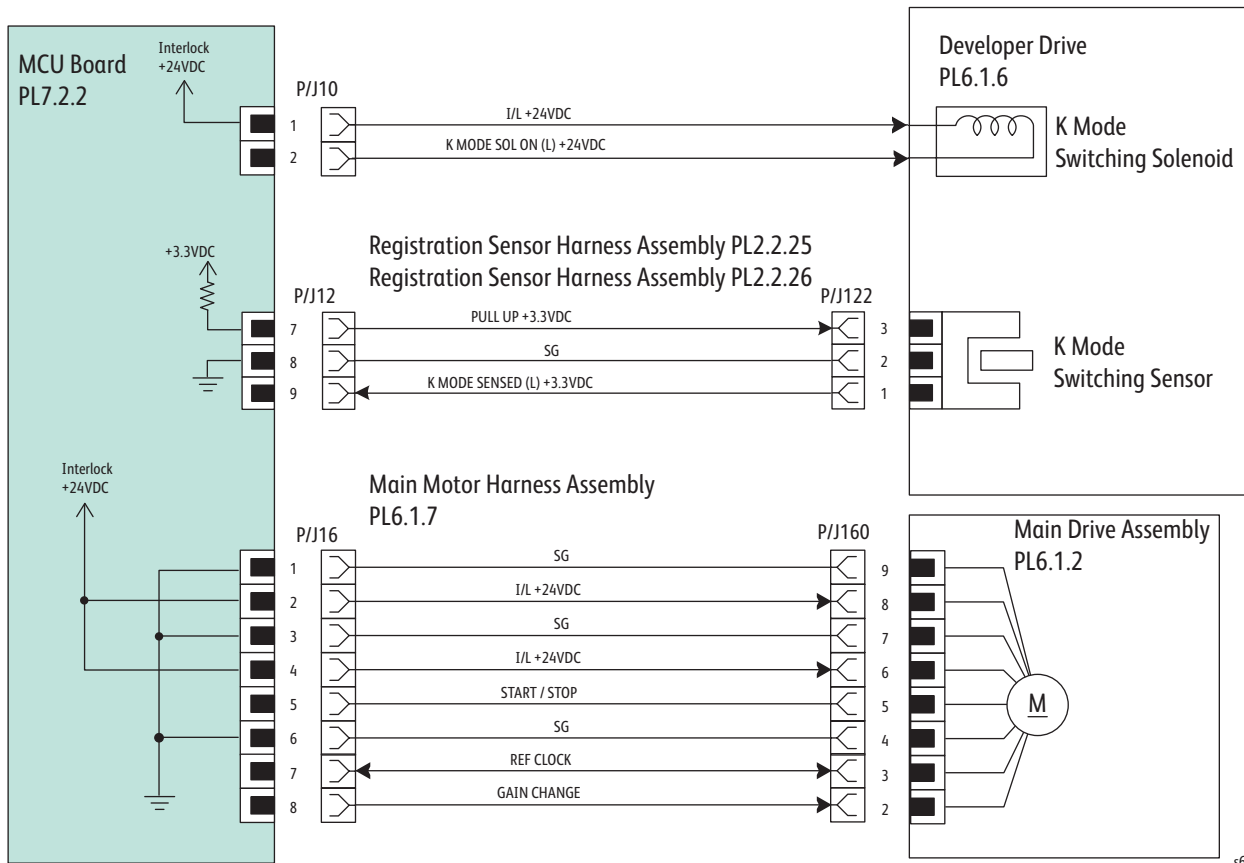 MCU Board
PL7.2.2
Interlock
+24VDC
P/J10
1
2
I/L +24VDC
K MODE SOL ON (L) +24VDC
Developer Drive
PL6.1.6
K Mode
Switching Solenoid
+3.3VDC
Registration Sensor Harness Assembly PL2.2.25
Registration Sensor Harness Assembly PL2.2.26
P/J12
P/J122
7
PULL UP +3.3VDC
3
8
SG
2
9
K MODE SENSED (L) +3.3VDC
1
K Mode
Switching Sensor
Interlock
+24VDC
Main Motor Harness Assembly
PL6.1.7
P/J16
P/J160
Main Drive Assembly
PL6.1.2
1
SG
9
2
I/L +24VDC
8
3
SG
7
4
I/L +24VDC
6
5
START / STOP
5
6
SG
4
7
REF CLOCK
3
8
GAIN CHANGE
2
M